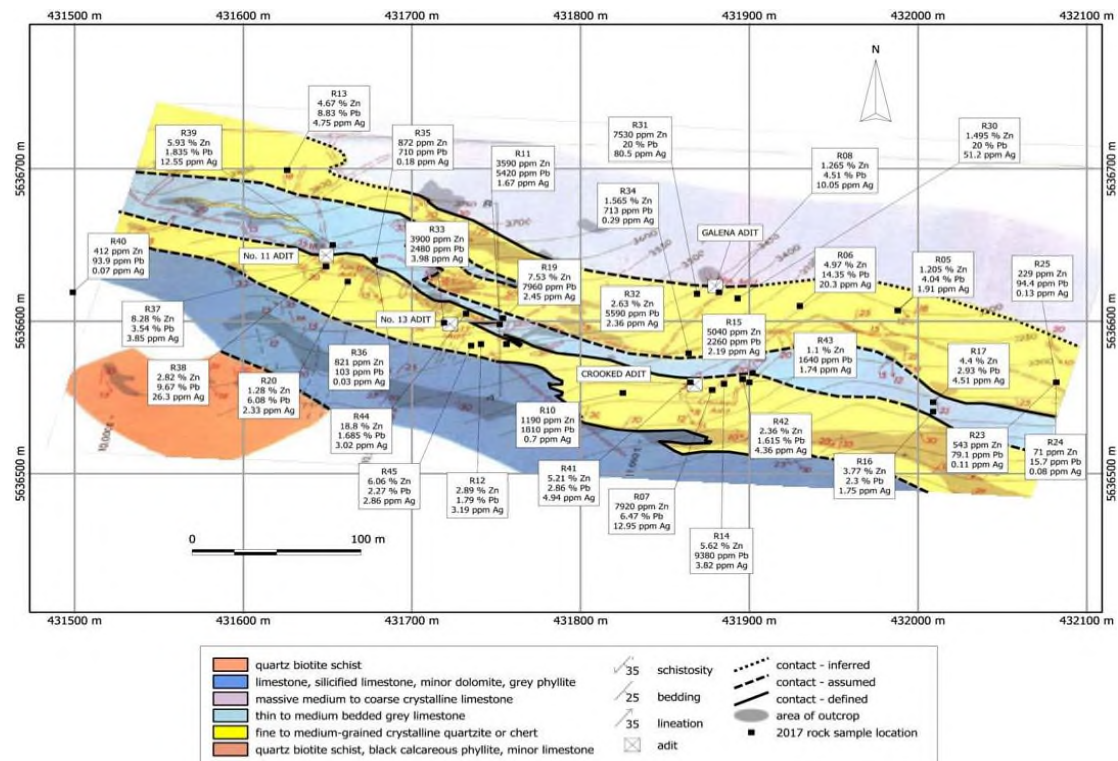 431500 m
431600 m
431700 m
431800 m
431900 m
432000 m
432100 m
N
R13
4.67 % Zn
8.83 % Pb
4.75 ppm Ag
R39
5.93 % Zn
1.835 % Pb
12.55 ppm Ag
R35
872 ppm Zn
710 ppm Pb
0.18 ppm Ag
R11
3590 ppm Zn
5420 ppm Pb
1.67 ppm Ag
R31
7530 ppm Zn
20 % Pb
80.5 ppm Ag
R08
1.265 % Zn
4.51 % Pb
10.05 ppm Ag
R30
1.495 % Zn
20 % Pb
51.2 ppm Ag
5636700 m
5636700 m
R34
1.565 % Zn
713 ppm Pb
0.29 ppm Ag
3700
3600
3400
GALENA ADIT
R40
412 ppm Zn
93.9 ppm Pb
0.07 ppm Ag
No. 11 ADIT
R33
3900 ppm Zn
2480 ppm Pb
3.98 ppm Ag
R19
7.53 % Zn
7960 ppm Pb
2.45 ppm Ag
R32
2.63 % Zn
5590 ppm Pb
2.36 ppm Ag
R06
4.97 % Zn
14.35 % Pb
20.3 ppm Ag
R05
1.205 % Zn
4.04 % Pb
1.91 ppm Ag
R25
229 ppm Zn
94.4 ppm Pb
0.13 ppm Ag
5636600 m
5636600 m
R37
8.28 % Zn
3.54 % Pb
3.85 ppm Ag
No. 13 ADIT
R15
5040 ppm Zn
2260 ppm Pb
2.19 ppm Ag
R43
1.1 % Zn
1640 ppm Pb
1.74 ppm Ag
R17
4.4 % Zn
2.93 % Pb
4.51 ppm Ag
R38
2.82 % Zn
9.67 % Pb
26.3 ppm Ag
R20
1.28 % Zn
6.08 % Pb
2.33 ppm Ag
R36
821 ppm Zn
103 ppm Pb
0.03 ppm Ag
CROOKED ADIT
R44
18.8 % Zn
1.685 % Pb
3.02 ppm Ag
R10
1190 ppm Zn
1810 ppm Pb
0.7 ppm Ag
R42
2.36 % Zn
1.615 % Pb
4.36 ppm Ag
R23
543 ppm Zn
79.1 ppm Pb
0.11 ppm Ag
R24
71 ppm Zn
15.7 ppm Pb
0.08 ppm Ag
5636500 m
5636500 m
R45
6.06 % Zn
2.27 % Pb
2.86 ppm Ag
R12
2.89 % Zn
1.79 % Pb
3.19 ppm Ag
R41
5.21 % Zn
2.86 % Pb
4.94 ppm Ag
R07
7920 ppm Zn
6.47 % Pb
12.95 ppm Ag
R16
3.77 % Zn
2.3 % Pb
1.75 ppm Ag
R14
5.62 % Zn
9380 ppm Pb
3.82 ppm Ag
0
100 m
431500 m
431600 m
431700 m
431800 m
431900 m
432000 m
432100 m
quartz biotite schist
limestone, silicified limestone, minor dolomite, grey phyllite
massive medium to coarse crystalline limestone
thin to medium bedded grey limestone
fine to medium-grained crystalline quartzite or chert
quartz biotite schist, black calcareous phyllite, minor limestone
35 schistosity
25 bedding
35 lineation
adit
contact - inferred
contact - assumed
contact - defined
area of outcrop
2017 rock sample location